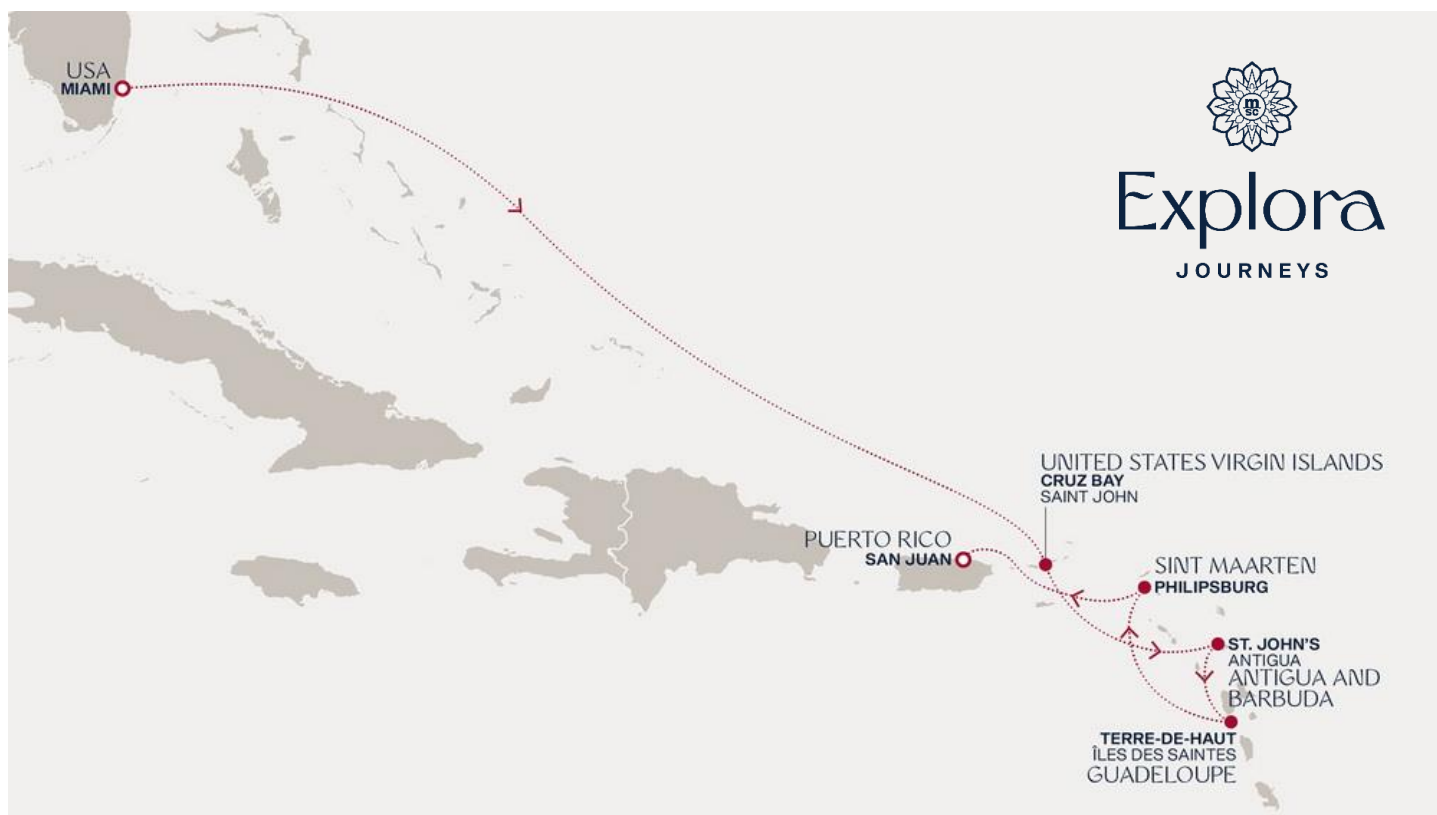 USA
MIAMI
m
sc
Explora
JOURNEYS
UNITED STATES VIRGIN ISLANDS
CRUZ BAY
SAINT JOHN
PUERTO RICO
SAN JUAN
SINT MAARTEN
PHILIPSBURG
ST. JOHN'S
ANTIGUA
ANTIGUA AND
BARBUDA
TERRE-DE-HAUT
ÎLES DES SAINTES
GUADELOUPE